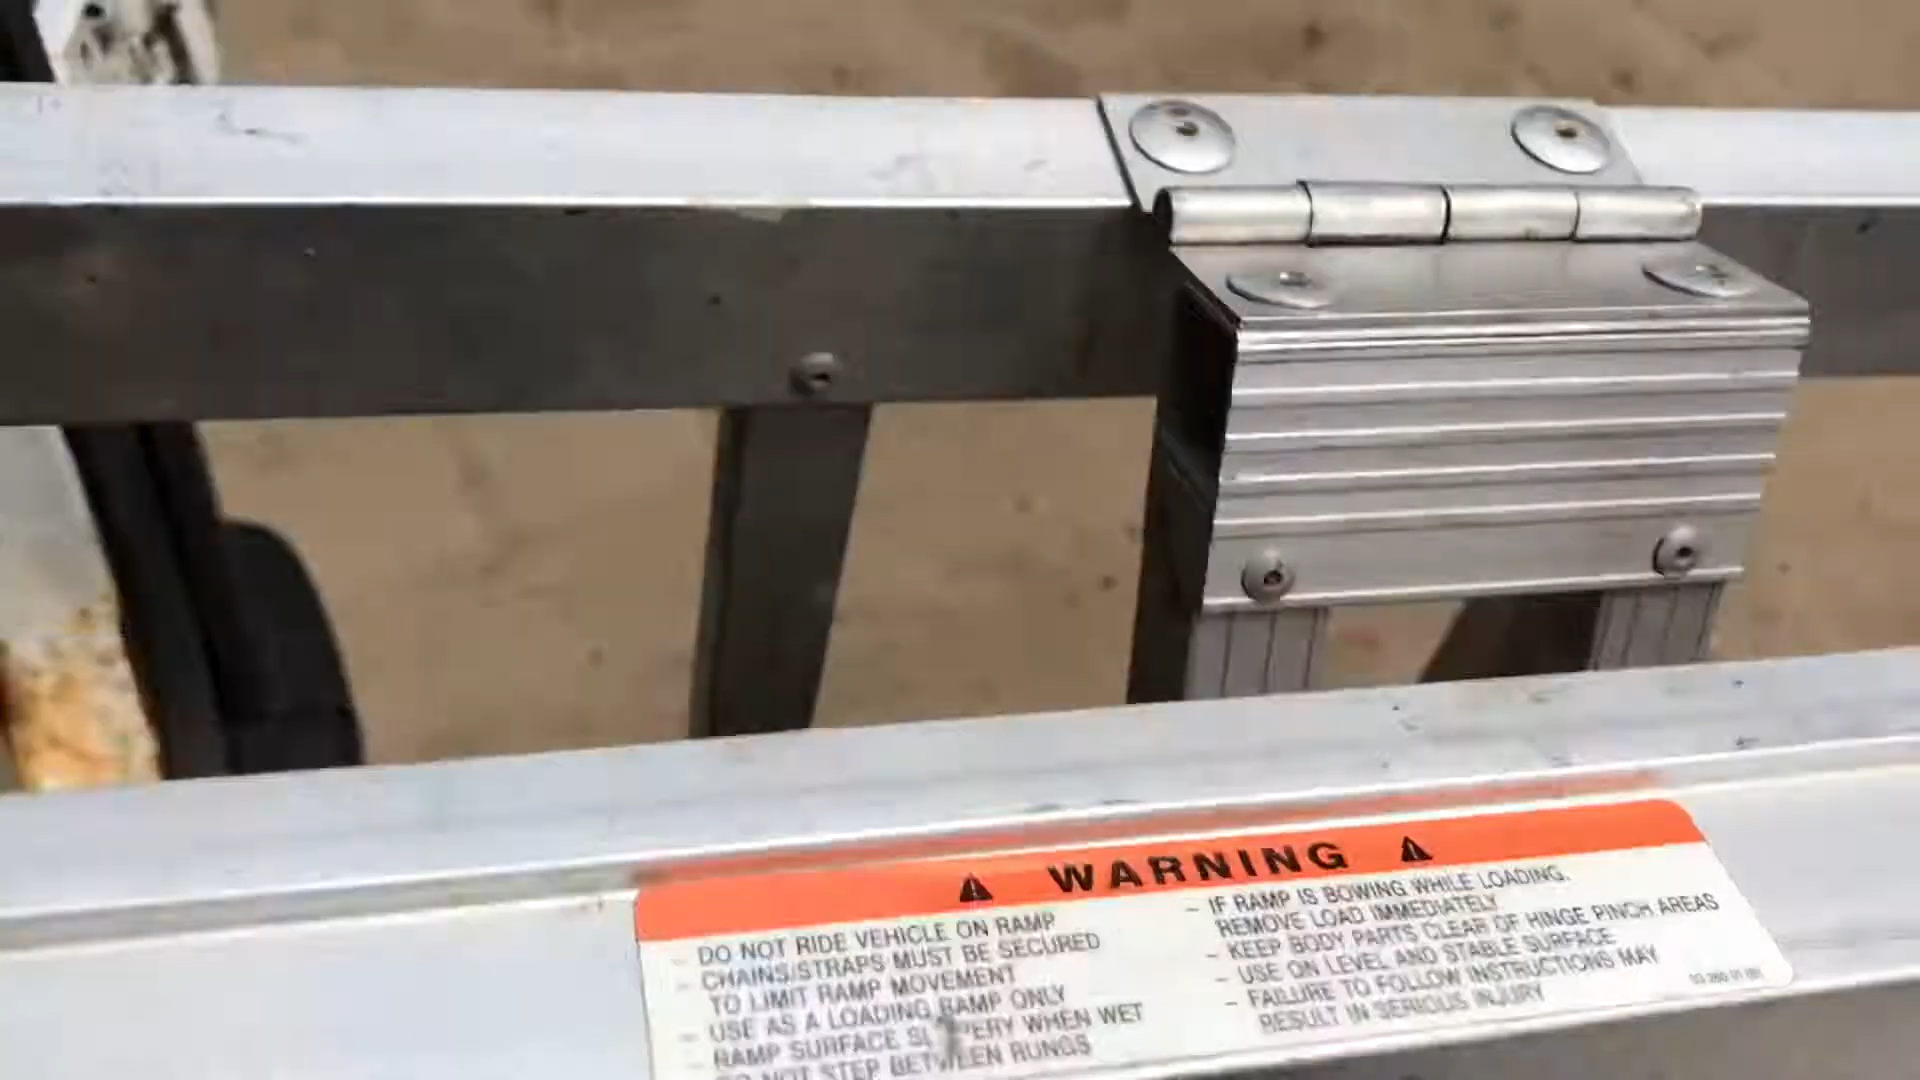 WARNING
- DO NOT RIDE VEHICLE ON RAMP
- CHAINS/STRAPS MUST BE SECURED
TO LIMIT RAMP MOVEMENT
- USE AS A LOADING RAMP ONLY
- RAMP SURFACE WHEN WET
NOT STEP BETWEEN RUNGS
- IF RAMP IS BOWING WHILE LOADING,
REMOVE LOAD IMMEDIATELY
- KEEP BODY PARTS CLEAR OF HINGE PINCH AREAS
- USE ON LEVEL AND STABLE SURFACE
- FAILURE TO FOLLOW INSTRUCTIONS MAY
RESULT IN SERIOUS INJURY